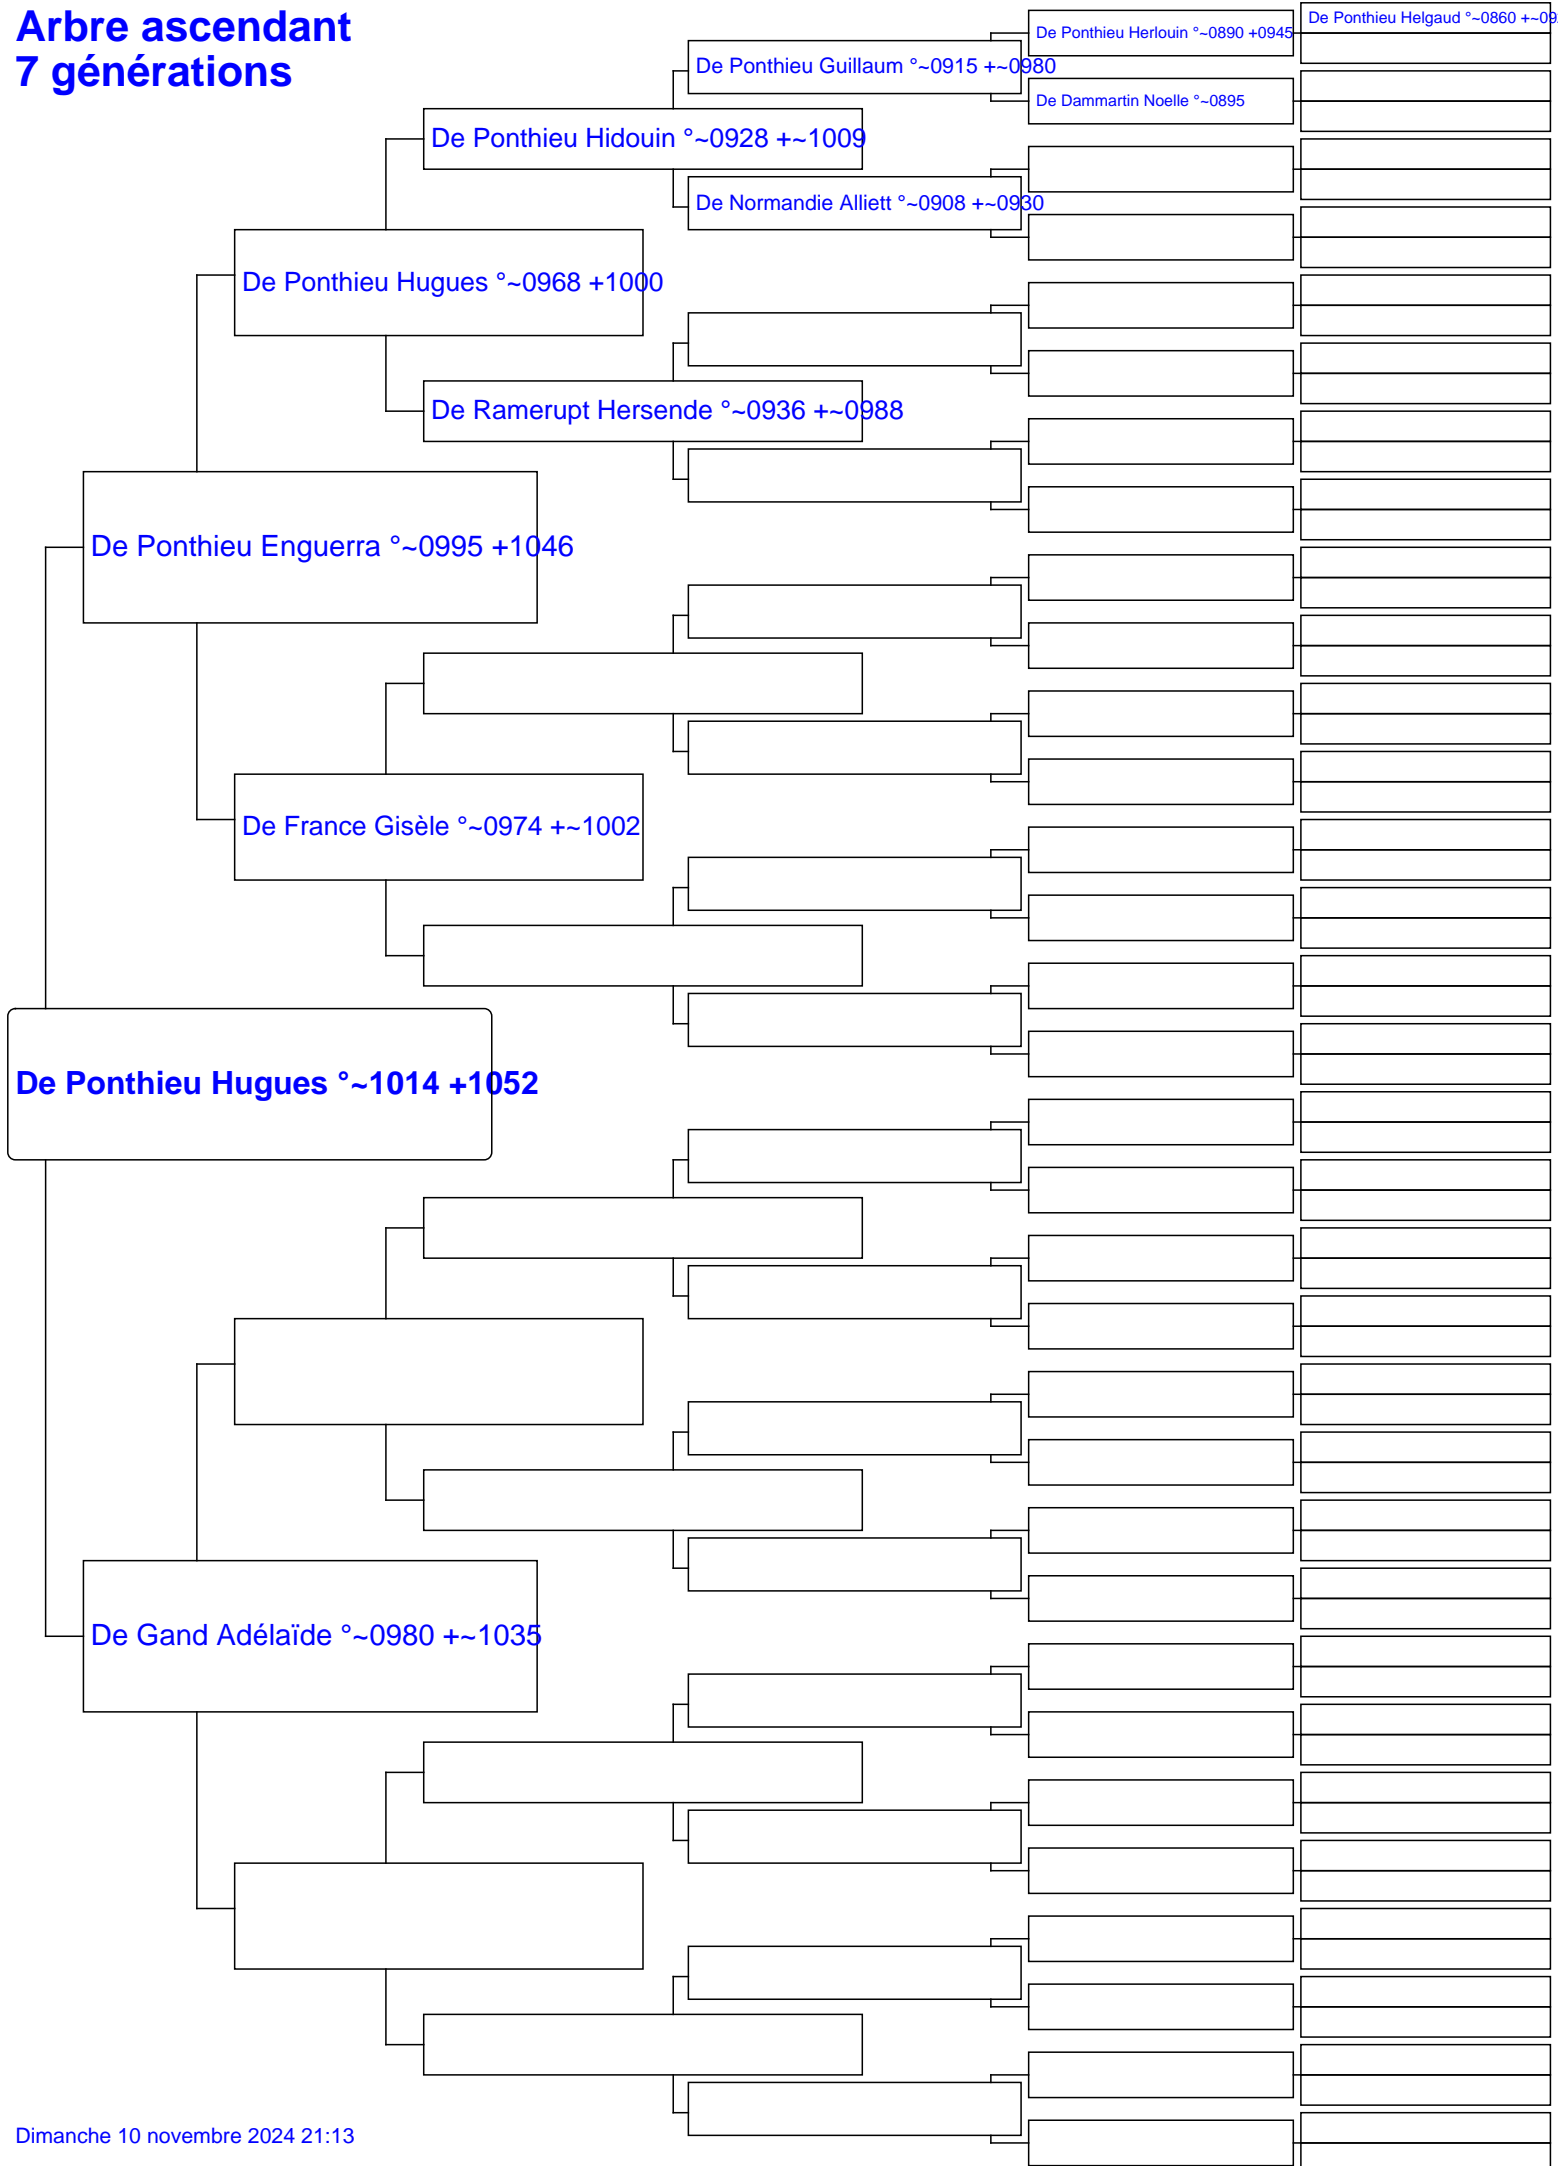 Arbre ascendant
7 générations
De Ponthieu Helgaud °~0860
De Ponthieu Herlouin °~0890 +0945
De Ponthieu Guillaum °~0915 +~0980
De Dammartin Noelle °~0895
De Ponthieu Hidouin °~0928 +~1009
De Normandie Alliett °~0908 +~0930
De Ponthieu Hugues °~0968 +1000
De Ramerupt Hersende °~0936 +~0988
De Ponthieu Enguerra °~0995 +1046
De France Gisèle °~0974 +~1002
De Ponthieu Hugues °~1014 +1052
De Gand Adélaïde °~0980 +~1035
Dimanche 10 novembre 2024 21:13